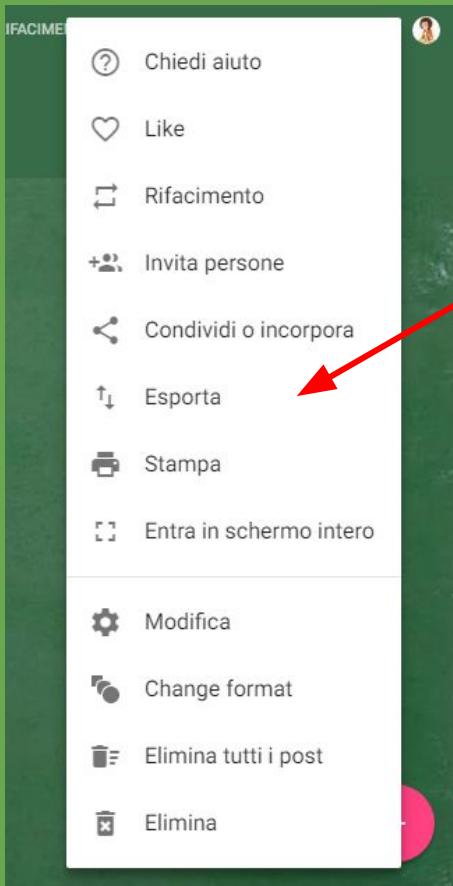 IFACIME
Chiedi aiuto
Like
Rifacimento
Invita persone
Condividi o incorpora
Esporta
Stampa
Entra in schermo intero
Modifica
Change format
Elimina tutti i post
Elimina